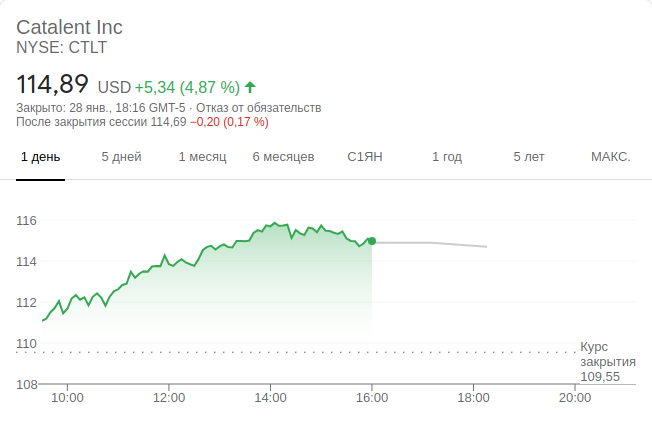 Catalent Inc
NYSE: CTLT
114,89 USD +5,34 (4,87 %)
Закрыто: 28 янв., 18:16 GMT-5 · Отказ от обязательств
После закрытия сессии 114,69 −0,20 (0,17 %)
1 день 5 дней 1 месяц 6 месяцев С1ЯН 1 год 5 лет МАКС.
116
114
112
110
Курс
закрытия
109,55
108
10:00 12:00 14:00 16:00 18:00 20:00